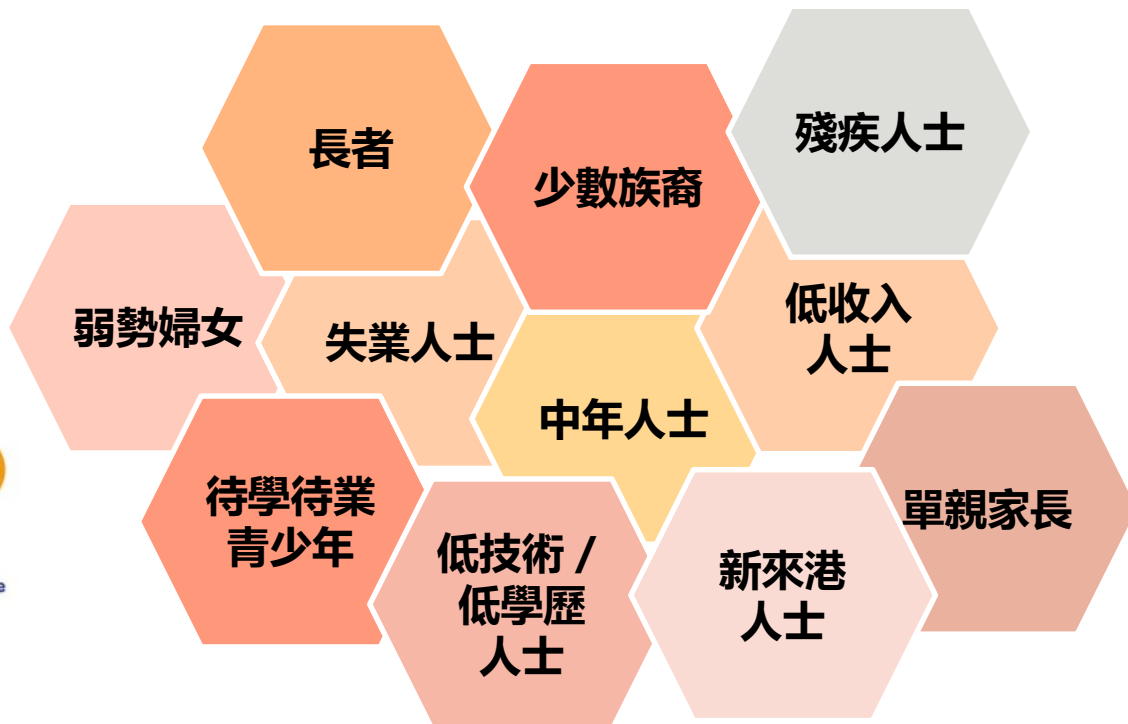 長者
少數族裔
殘疾人士
弱勢婦女
失業人士
低收入
人士
中年人士
待學待業
青少年
低技術 /
低學歷
人士
新來港
人士
單親家長
e